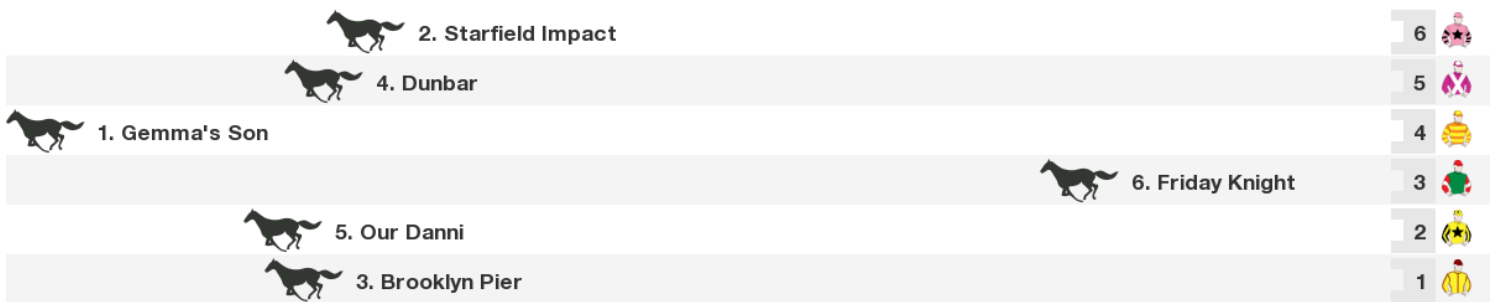 2. Starfield Impact 6
4. Dunbar 5
1. Gemma's Son 4
6. Friday Knight 3
5. Our Danni 2
3. Brooklyn Pier 1